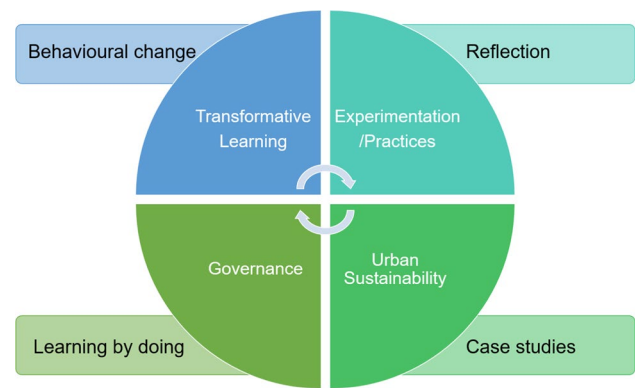 Behavioural change
Reflection
Transformative
Learning
Experimentation
/Practices
Governance
Urban
Sustainability
Learning by doing
Case studies